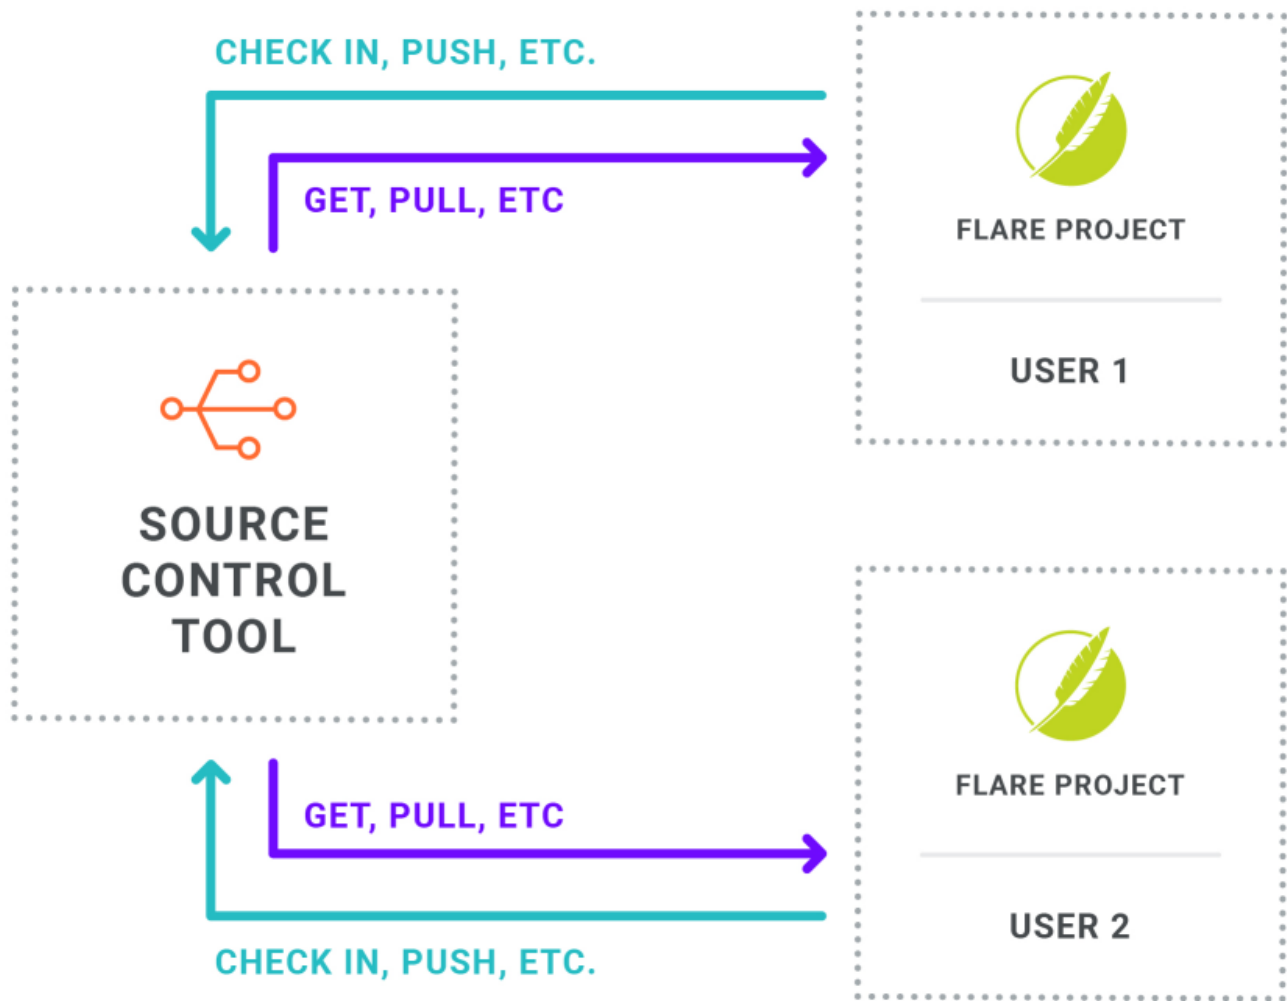 CHECK IN, PUSH, ETC.
GET, PULL, ETC
FLARE PROJECT
USER 1
SOURCE
CONTROL
TOOL
GET, PULL, ETC
CHECK IN, PUSH, ETC.
FLARE PROJECT
USER 2